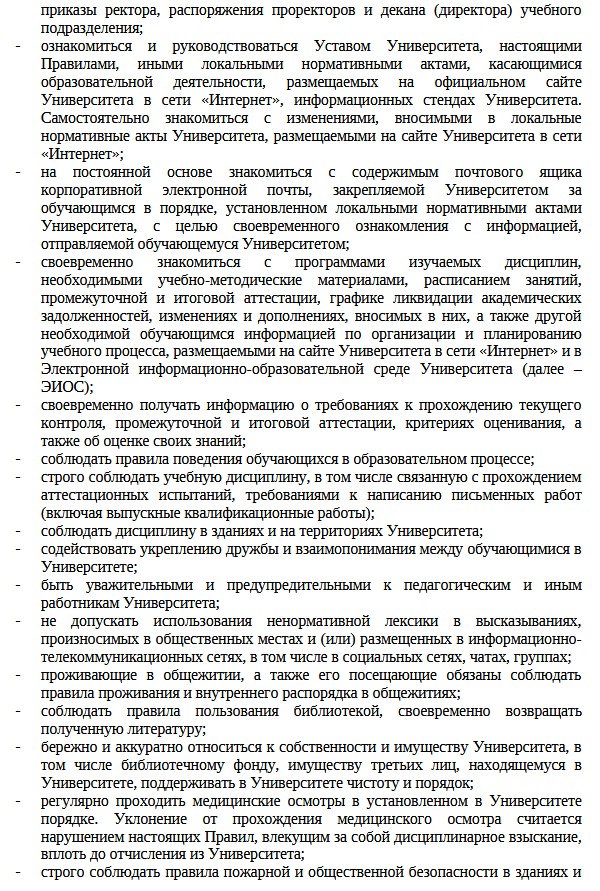 приказы ректора, распоряжения проректоров и декана (директора) учебного
подразделения;
- ознакомиться и руководствоваться Уставом Университета, настоящими
Правилами, иными локальными нормативными актами, касающимися
образовательной деятельности, размещаемых на официальном сайте
Университета в сети «Интернет», информационных стендах Университета.
Самостоятельно знакомиться с изменениями, вносимыми в локальные
нормативные акты Университета, размещаемыми на сайте Университета в сети
«Интернет»;
- на постоянной основе знакомиться с содержимым почтового ящика
корпоративной электронной почты, закрепляемой Университетом за
обучающимся в порядке, установленном локальными нормативными актами
Университета, с целью своевременного ознакомления с информацией,
отправляемой обучающемуся Университетом;
- своевременно знакомиться с программами изучаемых дисциплин,
необходимыми учебно-методические материалами, расписанием занятий,
промежуточной и итоговой аттестации, графике ликвидации академических
задолженностей, изменениях и дополнениях, вносимых в них, а также другой
необходимой обучающимся информацией по организации и планированию
учебного процесса, размещаемыми на сайте Университета в сети «Интернет» и в
Электронной информационно-образовательной среде Университета (далее –
ЭИОС);
- своевременно получать информацию о требованиях к прохождению текущего
контроля, промежуточной и итоговой аттестации, критериях оценивания, а
также об оценке своих знаний;
- соблюдать правила поведения обучающихся в образовательном процессе;
- строго соблюдать учебную дисциплину, в том числе связанную с прохождением
аттестационных испытаний, требованиями к написанию письменных работ
(включая выпускные квалификационные работы);
- соблюдать дисциплину в зданиях и на территориях Университета;
- содействовать укреплению дружбы и взаимопонимания между обучающимися в
Университете;
- быть уважительными и предупредительными к педагогическим и иным
работникам Университета;
- не допускать использования ненормативной лексики в высказываниях,
произносимых в общественных местах и (или) размещенных в информационно-
телекоммуникационных сетях, в том числе в социальных сетях, чатах, группах;
- проживающие в общежитии, а также его посещающие обязаны соблюдать
правила проживания и внутреннего распорядка в общежитиях;
- соблюдать правила пользования библиотекой, своевременно возвращать
полученную литературу;
- бережно и аккуратно относиться к собственности и имуществу Университета, в
том числе библиотечному фонду, имуществу третьих лиц, находящемуся в
Университете, поддерживать в Университете чистоту и порядок;
- регулярно проходить медицинские осмотры в установленном в Университете
порядке. Уклонение от прохождения медицинского осмотра считается
нарушением настоящих Правил, влекущим за собой дисциплинарное взыскание,
вплоть до отчисления из Университета;
- строго соблюдать правила пожарной и общественной безопасности в зданиях и